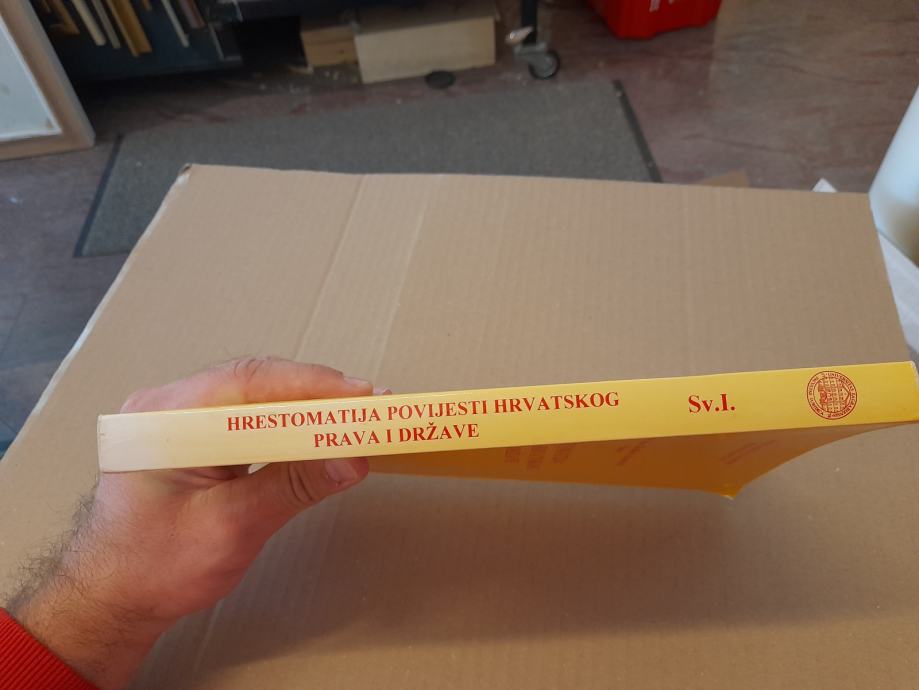 HRESTOMATIJA POVIJESTI HRVATSKOG
PRAVA I DRŽAVE
Sv.I.